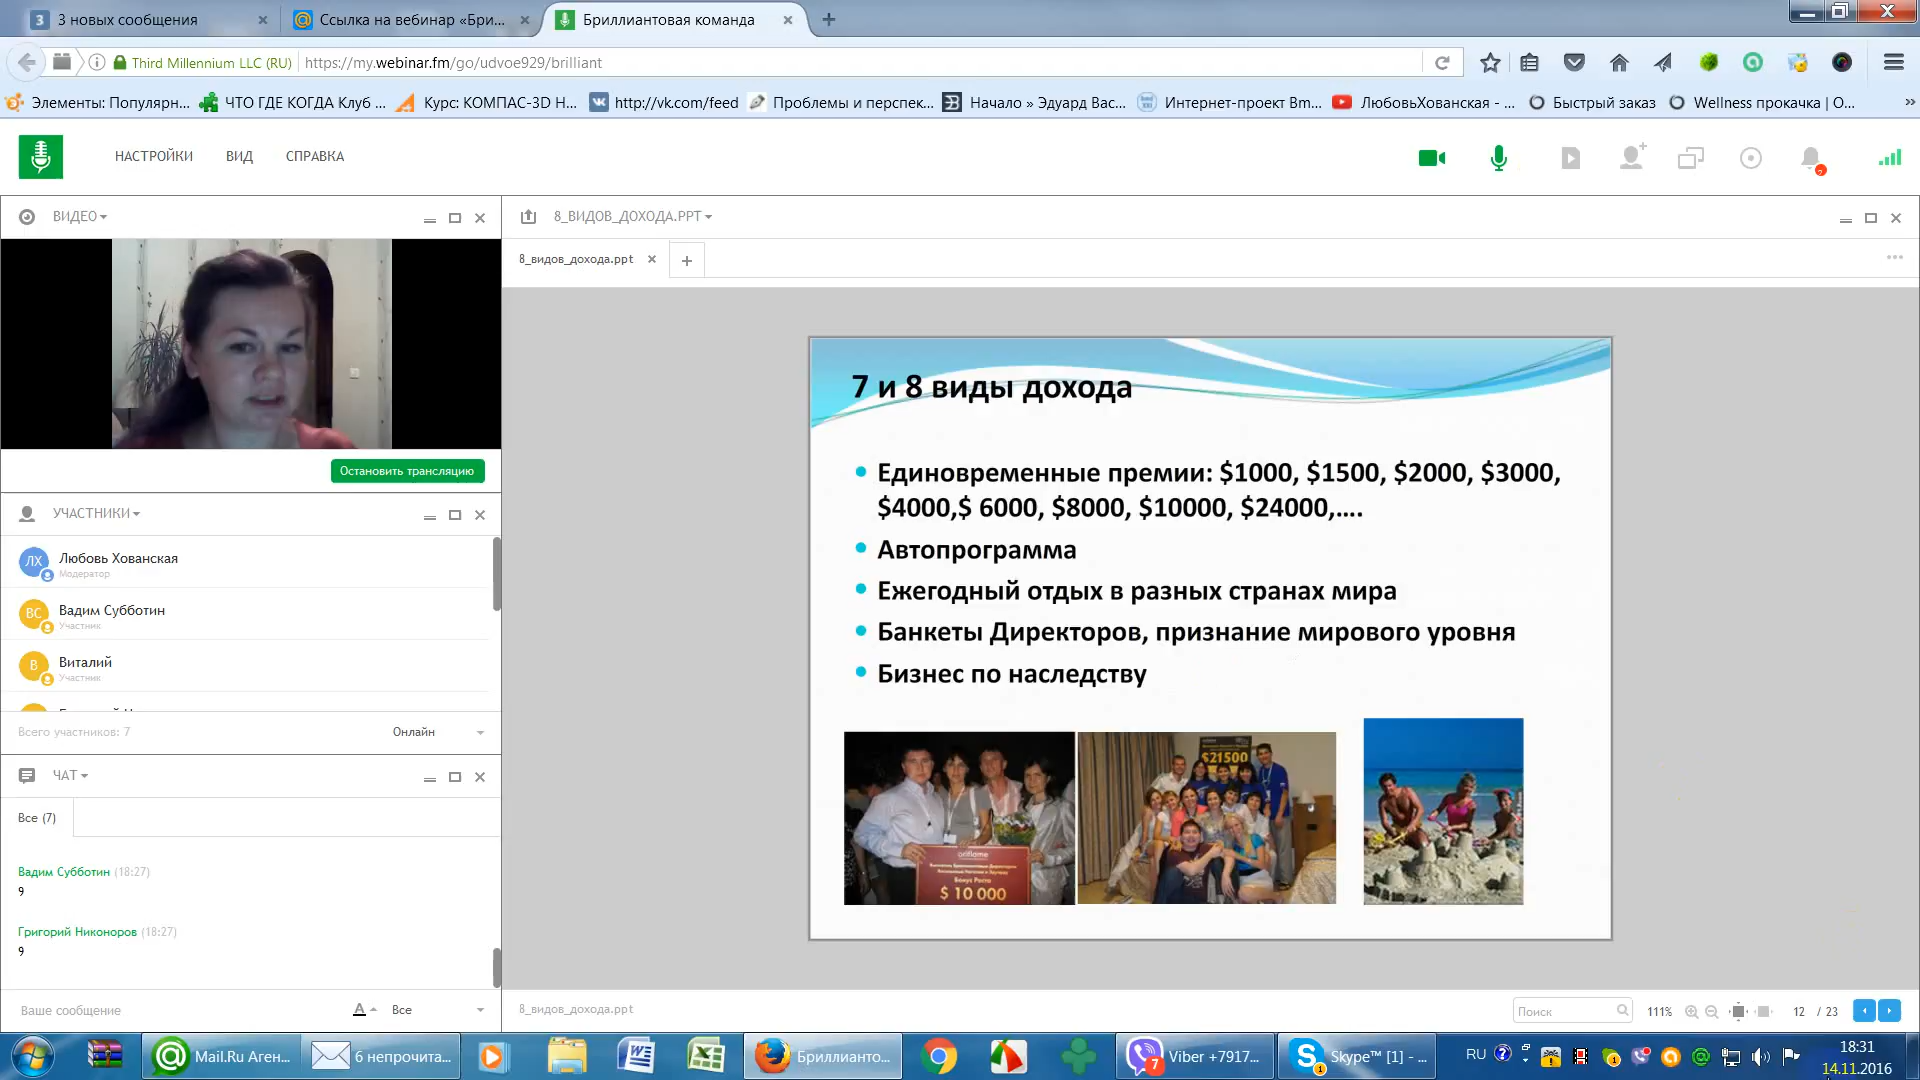 3 новых сообщения
Ссылка на вебинар «Бри...
Бриллиантовая команда
Third Millennium LLC (RU)
https://my.webinar.fm/go/udvoe929/brilliant
Элементы: Популярн...
ЧТО ГДЕ КОГДА Клуб ...
Курс: КОМПАС-3D Н...
http://vk.com/feed
Проблемы и перспек...
Начало » Эдуард Вас...
Интернет-проект Bm...
ЛюбовьХованская - ...
Быстрый заказ
Wellness прокачка | О...
НАСТРОЙКИ
ВИД
СПРАВКА
ВИДЕО
Остановить трансляцию
УЧАСТНИКИ
ЛХ
Любовь Хованская
Модератор
ВС
Вадим Субботин
Участник
В
Виталий
Участник
Всего участников: 7
Онлайн
ЧАТ
Все (7)
Вадим Субботин (18:27)
9
Григорий Никоноров (18:27)
9
Ваше сообщение
А
Все
8_ВИДОВ_ДОХОДА.PPT
8_видов_дохода.ppt
7 и 8 виды дохода
Единовременные премии: $1000, $1500, $2000, $3000,
$4000,$ 6000, $8000, $10000, $24000,....
Автопрограмма
Ежегодный отдых в разных странах мира
Банкеты Директоров, признание мирового уровня
Бизнес по наследству
oriflame
Бонус Роста
$ 10 000
$21500
8_видов_дохода.ppt
Поиск
111%
12 / 23
Mail.Ru Аген...
6 непрочита...
Бриллианто...
Viber +7917...
7
Skype™ [1] - ...
RU
18:31
14.11.2016